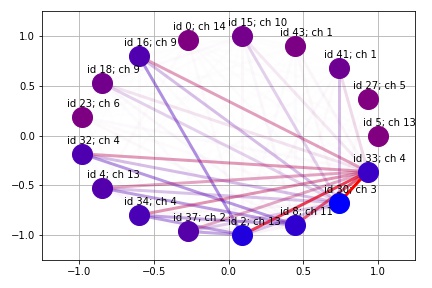 id 15; ch 10
id 0; ch 14
id 43; ch 1
id 16; ch 9
id 41; ch 1
id 18; ch 9
id 27; ch 5
id 23; ch 6
id 5; ch 13
id 32; ch 4
id 33; ch 4
id 4; ch 13
id 30; ch 3
id 34; ch 4
id 8; ch 11
id 37; ch 2
id 2; ch 13
1.0
0.5
0.0
−0.5
−1.0
−1.0 −0.5 0.0 0.5 1.0